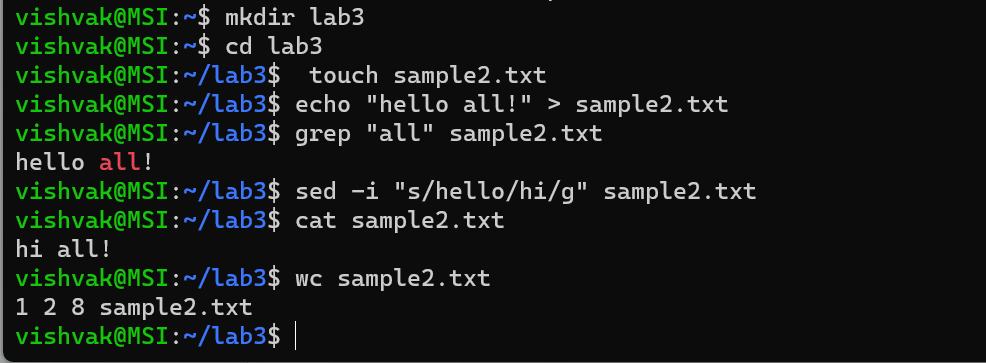 vishvak@MSI:~$ mkdir lab3
vishvak@MSI:~$ cd lab3
vishvak@MSI:~/lab3$  touch sample2.txt
vishvak@MSI:~/lab3$ echo "hello all!" > sample2.txt
vishvak@MSI:~/lab3$ grep "all" sample2.txt
hello all!
vishvak@MSI:~/lab3$ sed -i "s/hello/hi/g" sample2.txt
vishvak@MSI:~/lab3$ cat sample2.txt
hi all!
vishvak@MSI:~/lab3$ wc sample2.txt
1 2 8 sample2.txt
vishvak@MSI:~/lab3$